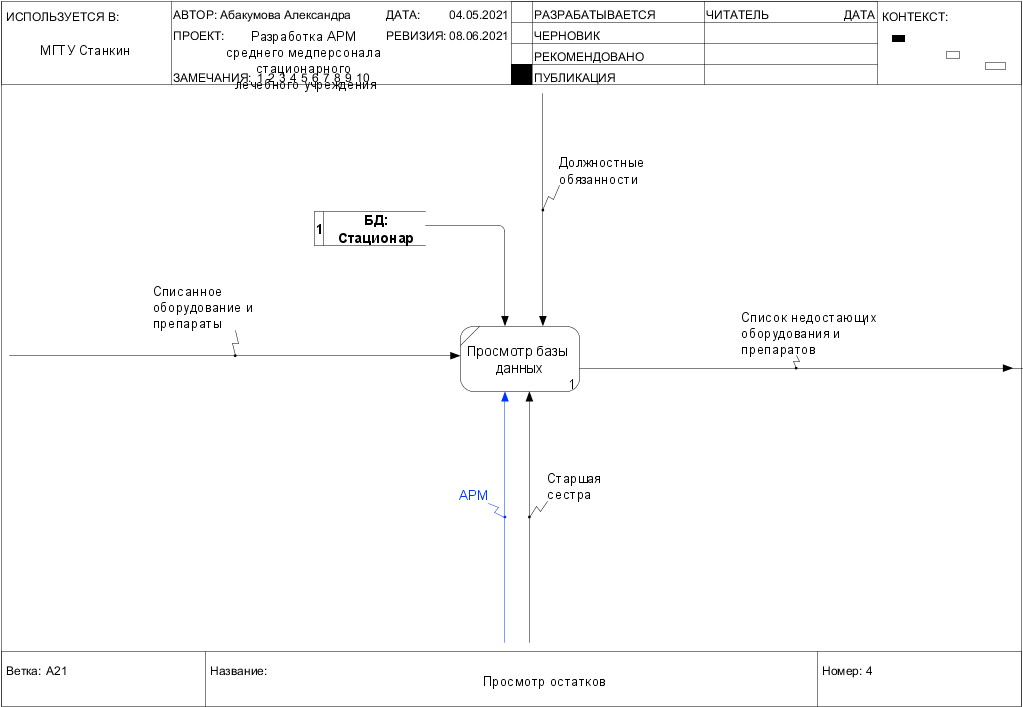 ИСПОЛЬЗУЕТСЯ В:
МГТУ Станкин
АВТОР: Абакумова Александра
ДАТА: 04.05.2021
ПРОЕКТ: Разработка АРМ
среднего медперсонала
стационарного
лечебного учреждения
РЕВИЗИЯ: 08.06.2021
ЗАМЕЧАНИЯ: 1 2 3 4 5 6 7 8 9 10
РАЗРАБАТЫВАЕТСЯ
ЧЕРНОВИК
РЕКОМЕНДОВАНО
ПУБЛИКАЦИЯ
ЧИТАТЕЛЬ ДАТА
КОНТЕКСТ:
Должностные
обязанности
1
БД:
Стационар
Списанное
оборудование и
препараты
Список недостающих
оборудования и
препаратов
Просмотр базы
данных
1
АРМ
Старшая
сестра
Ветка: A21
Название:
Просмотр остатков
Номер: 4